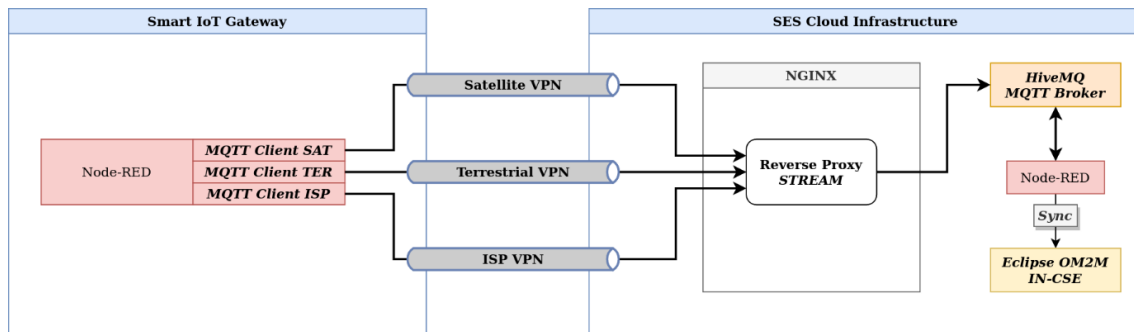 Smart IoT Gateway
SES Cloud Infrastructure
Node-RED
MQTT Client SAT
MQTT Client TER
MQTT Client ISP
Satellite VPN
Terrestrial VPN
ISP VPN
NGINX
Reverse Proxy
STREAM
HiveMQ
MQTT Broker
Node-RED
Sync
Eclipse OM2M
IN-CSE